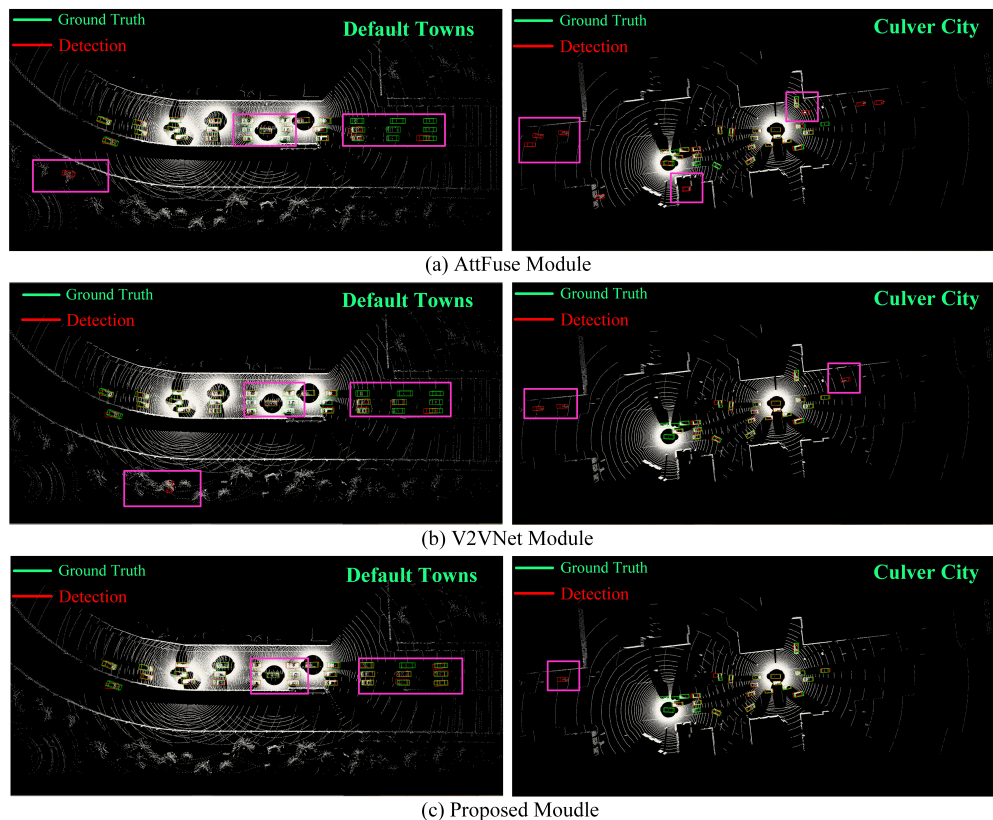 Ground Truth
Detection
Default Towns
Ground Truth
Detection
Culver City
(a) AttFuse Module
Ground Truth
Detection
Default Towns
Ground Truth
Detection
Culver City
(b) V2VNet Module
Ground Truth
Detection
Default Towns
Ground Truth
Detection
Culver City
(c) Proposed Moudle